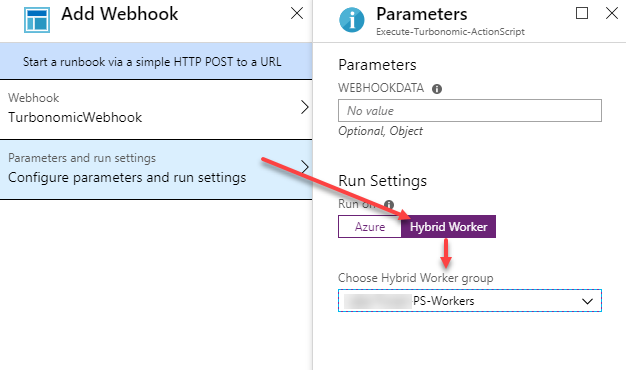 Add Webhook
Start a runbook via a simple HTTP POST to a URL
Webhook
TurbonomicWebhook
Parameters and run settings
Configure parameters and run settings
Parameters
Execute-Turbonomic-ActionScript
Parameters
WEBHOOKDATA
No value
Optional, Object
Run Settings
Run on
Azure
Hybrid Worker
Choose Hybrid Worker group
PS-Workers